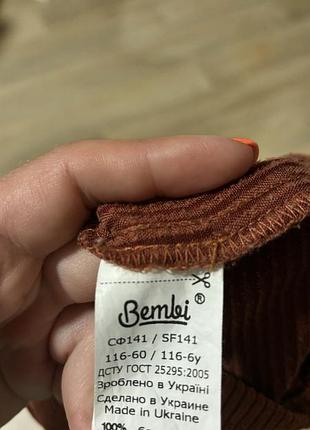 Bembi ®
СФ141 / SF141
116-60 / 116-6y
ДСТУ ГОСТ 25295:2005
Зроблено в Україні
Сделано в Украине
Made in Ukraine
100%